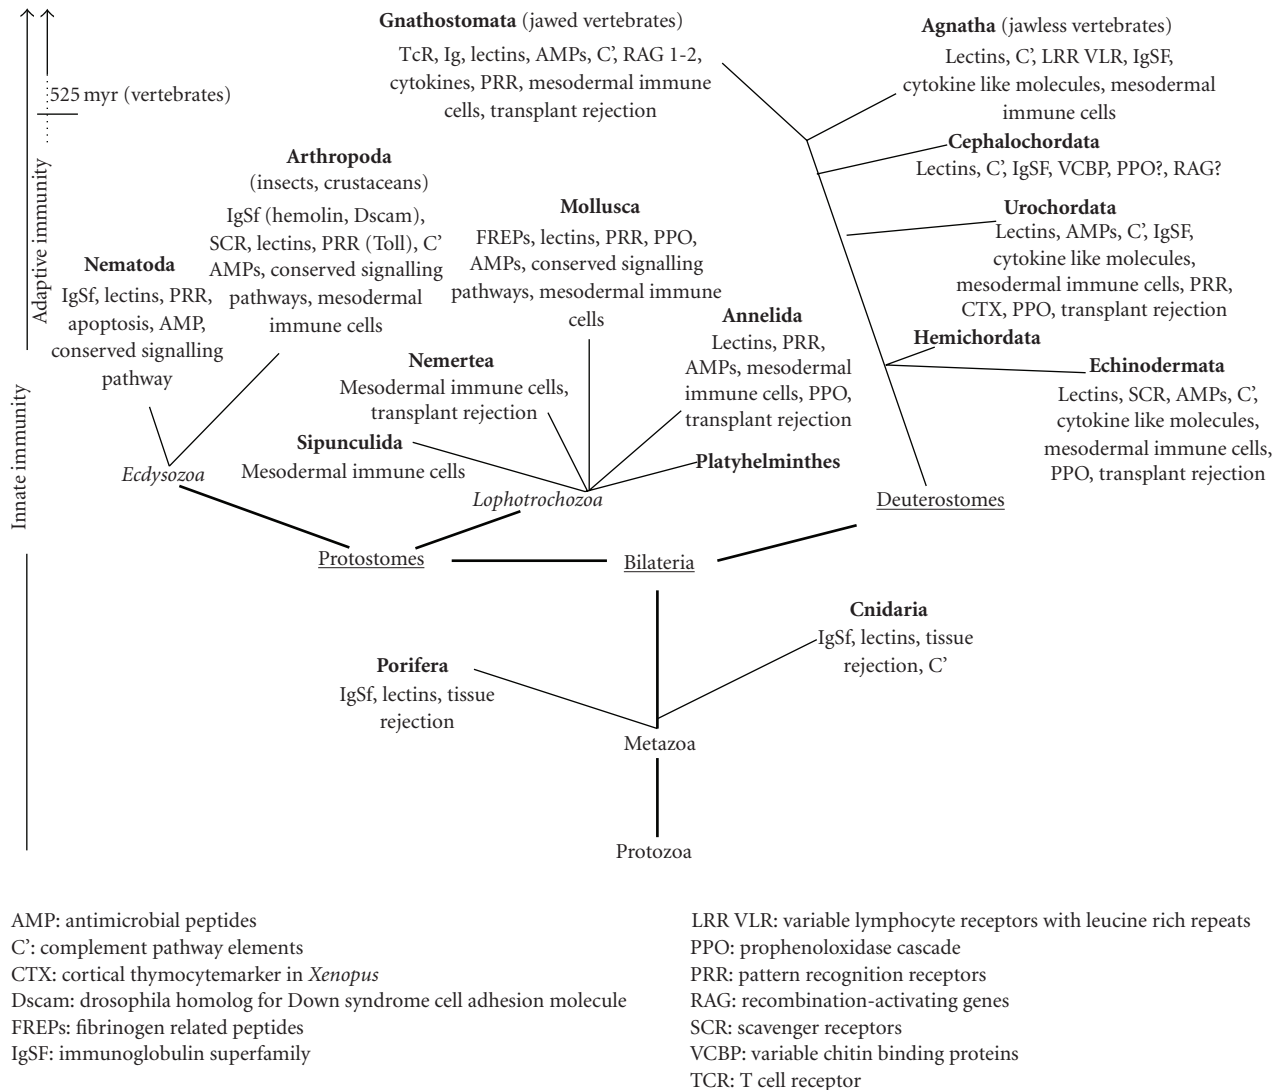 Gnathostomata (jawed vertebrates)
TcR, Ig, lectins, AMPs, C', RAG 1-2,
cytokines, PRR, mesodermal immune
cells, transplant rejection
Agnatha (jawless vertebrates)
Lectins, C', LRR VLR, IgSF,
cytokine like molecules, mesodermal
immune cells
525 myr (vertebrates)
Adaptive immunity
Innate immunity
Cephalochordata
Lectins, C', IgSF, VCBP, PPO?, RAG?
Arthropoda
(insects, crustaceans)
IgSf (hemolin, Dscam),
SCR, lectins, PRR (Toll), C'
AMPs, conserved signalling
pathways, mesodermal
immune cells
Mollusca
FREPs, lectins, PRR, PPO,
AMPs, conserved signalling
pathways, mesodermal immune
cells
Urochordata
Lectins, AMPs, C', IgSF,
cytokine like molecules,
mesodermal immune cells, PRR,
CTX, PPO, transplant rejection
Nematoda
IgSf, lectins, PRR,
apoptosis, AMP,
conserved signalling
pathway
Annelida
Lectins, PRR,
AMPs, mesodermal
immune cells, PPO,
transplant rejection
Hemichordata
Echinodermata
Lectins, SCR, AMPs, C',
cytokine like molecules,
mesodermal immune cells,
PPO, transplant rejection
Nemertea
Mesodermal immune cells,
transplant rejection
Sipunculida
Mesodermal immune cells
Platyhelminthes
Ecdysozoa
Lophotrochozoa
Deuterostomes
Protostomes
Bilateria
Cnidaria
IgSf, lectins, tissue
rejection, C'
Porifera
IgSf, lectins, tissue
rejection
Metazoa
Protozoa
AMP: antimicrobial peptides
C': complement pathway elements
CTX: cortical thymocytemarker in Xenopus
Dscam: drosophila homolog for Down syndrome cell adhesion molecule
FREPs: fibrinogen related peptides
IgSF: immunoglobulin superfamily
LRR VLR: variable lymphocyte receptors with leucine rich repeats
PPO: prophenoloxidase cascade
PRR: pattern recognition receptors
RAG: recombination-activating genes
SCR: scavenger receptors
VCBP: variable chitin binding proteins
TCR: T cell receptor